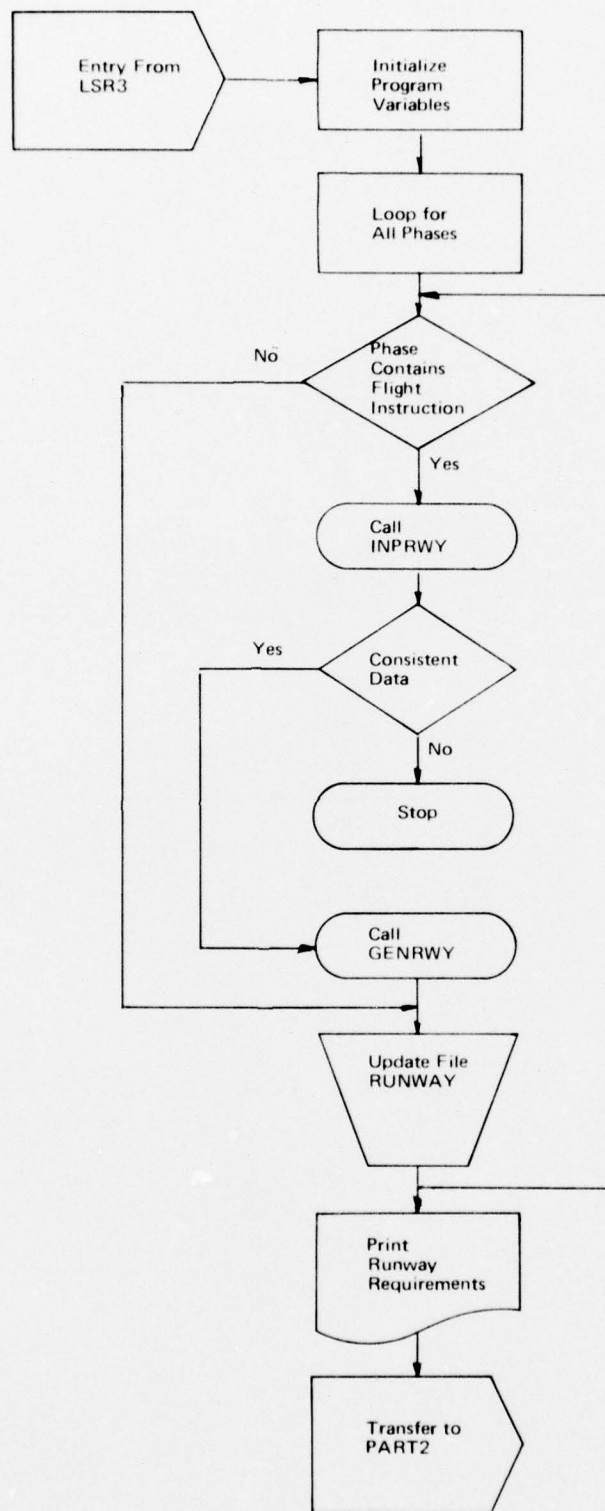 Entry From
LSR3
Initialize
Program
Variables
Loop for
All Phases
No
Phase
Contains
Flight
Instruction
Yes
Call
INPRWY
Yes
Consistent
Data
No
Stop
Call
GENRWY
Update File
RUNWAY
Print
Runway
Requirements
Transfer to
PART2